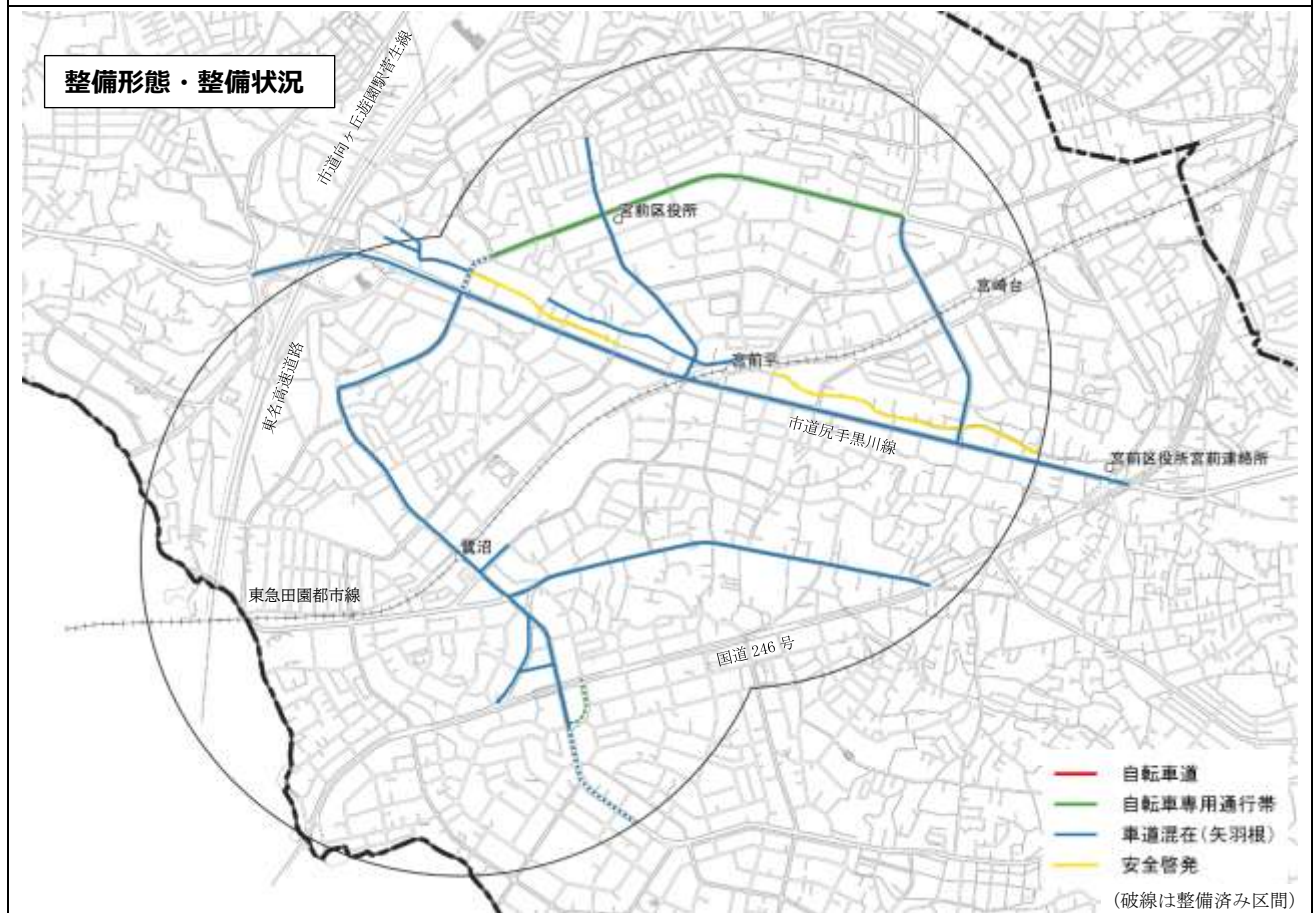 整備形態・整備状況
市道向ヶ丘遊園駅菅生線
宮前区役所
宮崎台
東名高速道路
宮前平
市道尻手黒川線
宮前区役所宮前連絡所
鷺沼
東急田園都市線
国道 246 号
自転車道
自転車専用通行帯
車道混在(矢羽根)
安全啓発
(破線は整備済み区間)